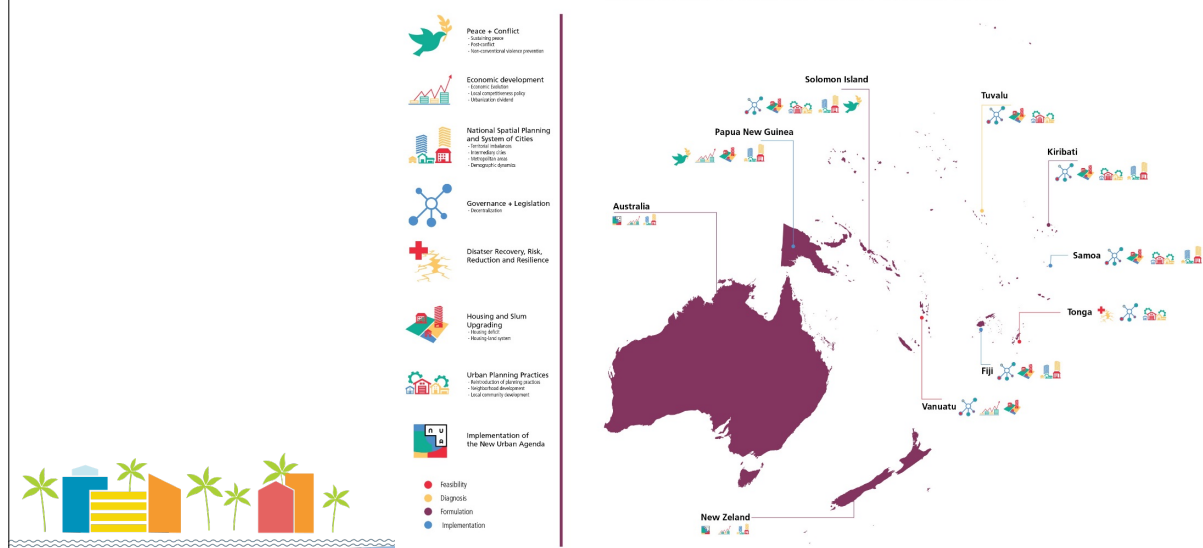 Peace + Conflict
- Sustaining peace
- Post-conflict
- Non-conventional violence prevention
Economic development
- Economic Evolution
- Local competitiveness policy
- Urbanization dividend
National Spatial Planning
and System of Cities
- Territorial Imbalances
- Intermediary cities
- Metropolitan areas
- Demographic dynamics
Governance + Legislation
- Decentralization
Disatser Recovery, Risk,
Reduction and Resilience
Housing and Slum
Upgrading
- Housing deficit
- Housing-land system
Urban Planning Practices
- Reintroduction of planning practices
- Neighborhood development
- Local community development
N U
A
Implementation of
the New Urban Agenda
Feasibility
Diagnosis
Formulation
Implementation
Solomon Island
Tuvalu
Papua New Guinea
Kiribati
Australia
Samoa
Tonga
Fiji
Vanuatu
New Zeland